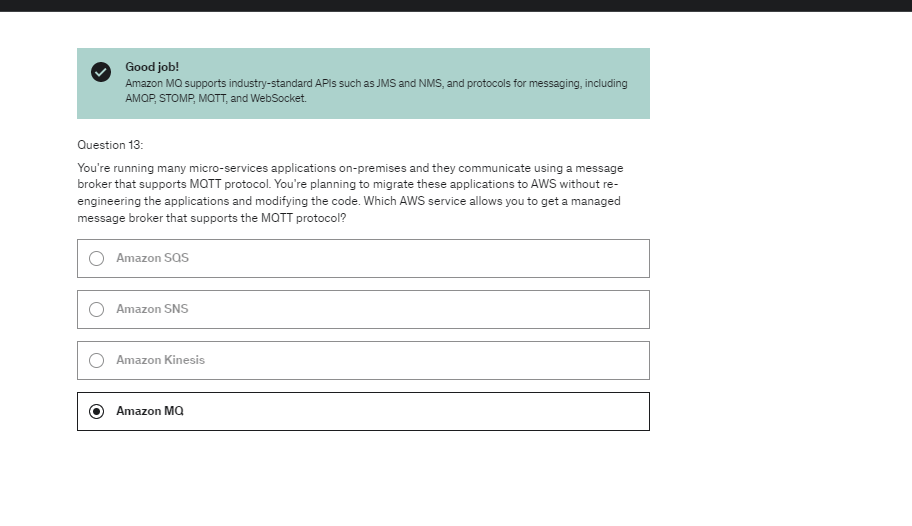 Good job!
Amazon MQ supports industry-standard APIs such as JMS and NMS, and protocols for messaging, including
AMQP, STOMP, MQTT, and WebSocket.
Question 13:
You're running many micro-services applications on-premises and they communicate using a message
broker that supports MQTT protocol. You're planning to migrate these applications to AWS without re-
engineering the applications and modifying the code. Which AWS service allows you to get a managed
message broker that supports the MQTT protocol?
Amazon SQS
Amazon SNS
Amazon Kinesis
Amazon MQ